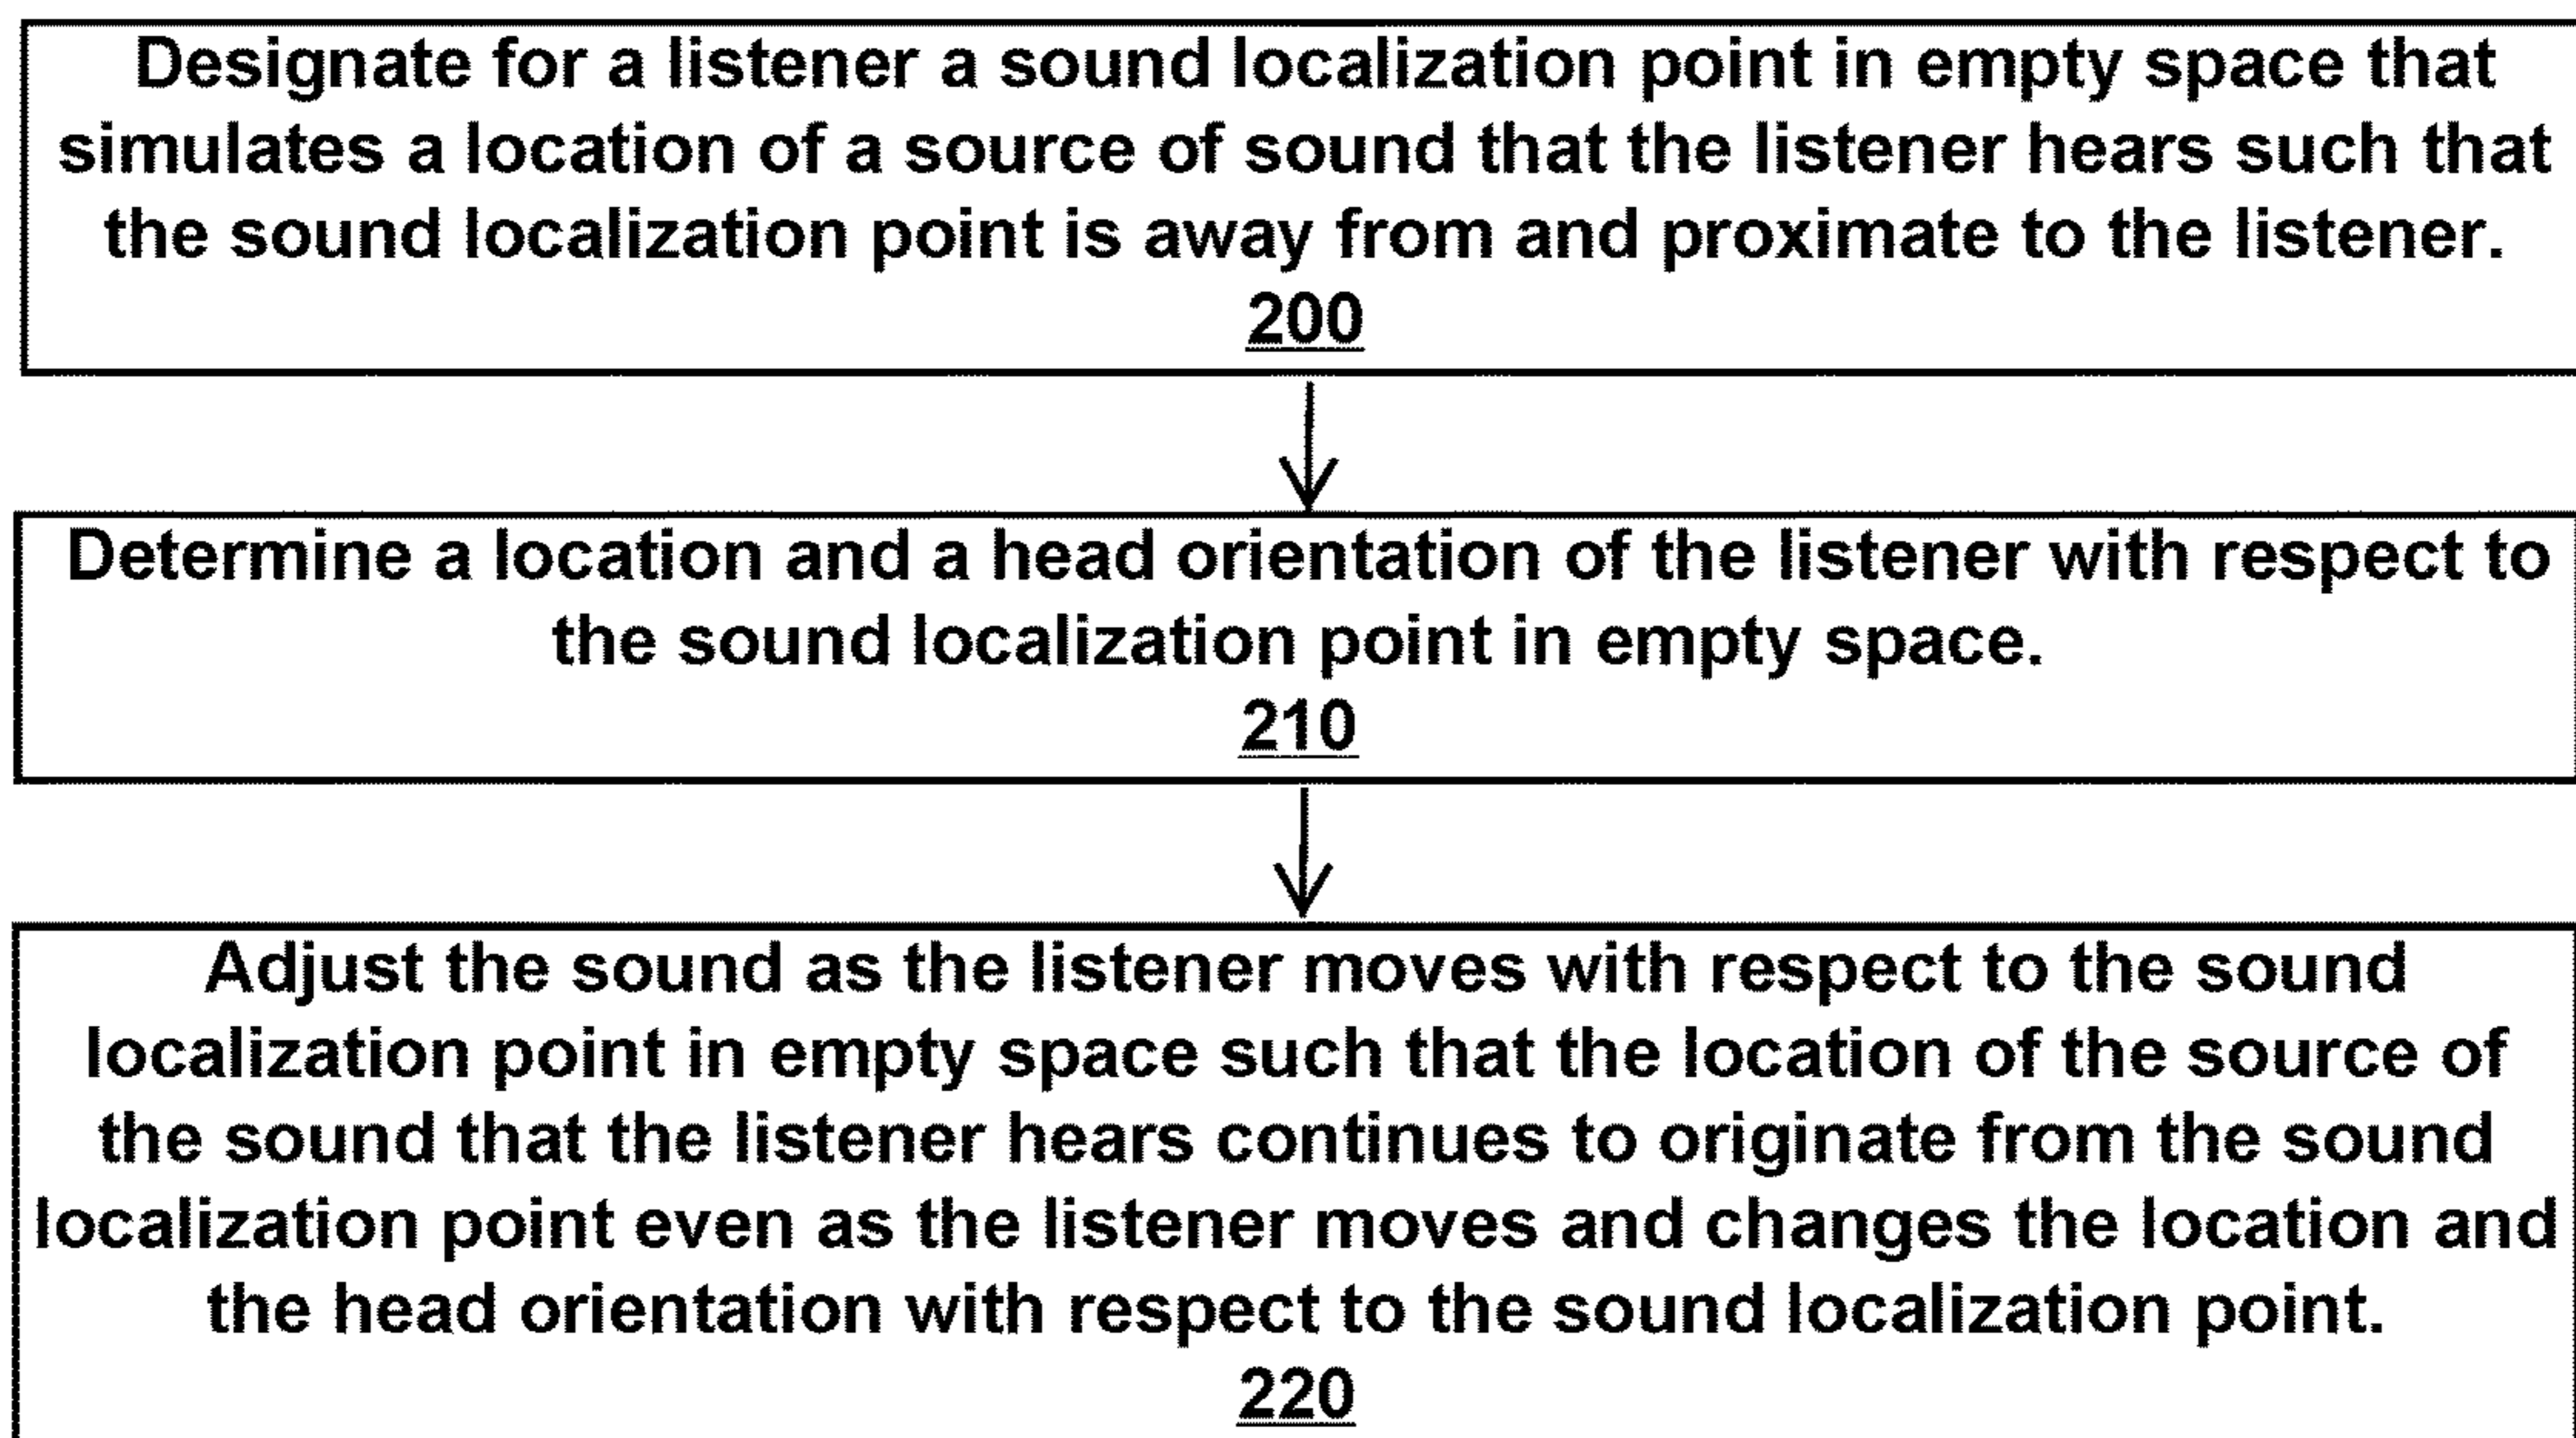 Designate for a listener a sound localization point in empty space that
simulates a location of a source of sound that the listener hears such that
the sound localization point is away from and proximate to the listener.
200
Determine a location and a head orientation of the listener with respect to
the sound localization point in empty space.
210
Adjust the sound as the listener moves with respect to the sound
localization point in empty space such that the location of the source of
the sound that the listener hears continues to originate from the sound
localization point even as the listener moves and changes the location and
the head orientation with respect to the sound localization point.
220